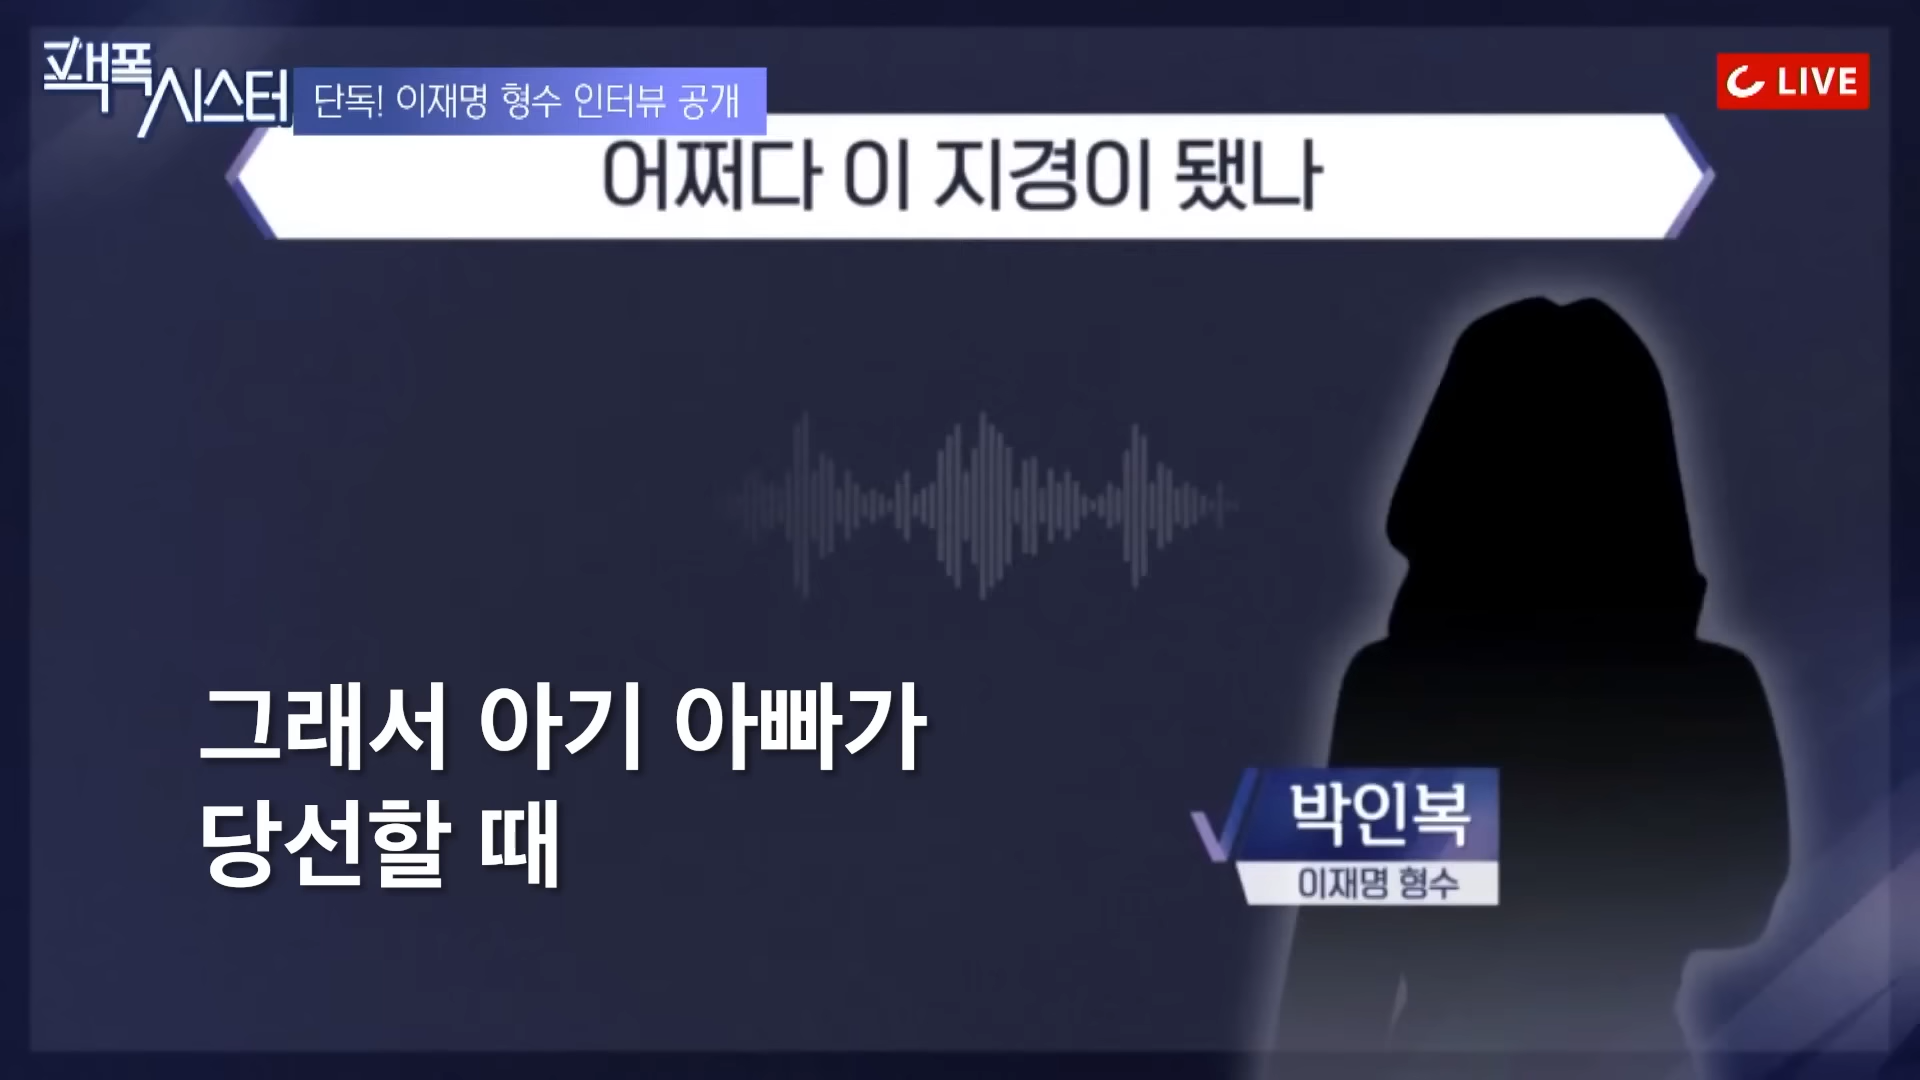 팩폭
시스터
단독! 이재명 형수 인터뷰 공개
LIVE
어쩌다 이 지경이 됐나
그래서 아기 아빠가
당선할 때
박인복
이재명 형수